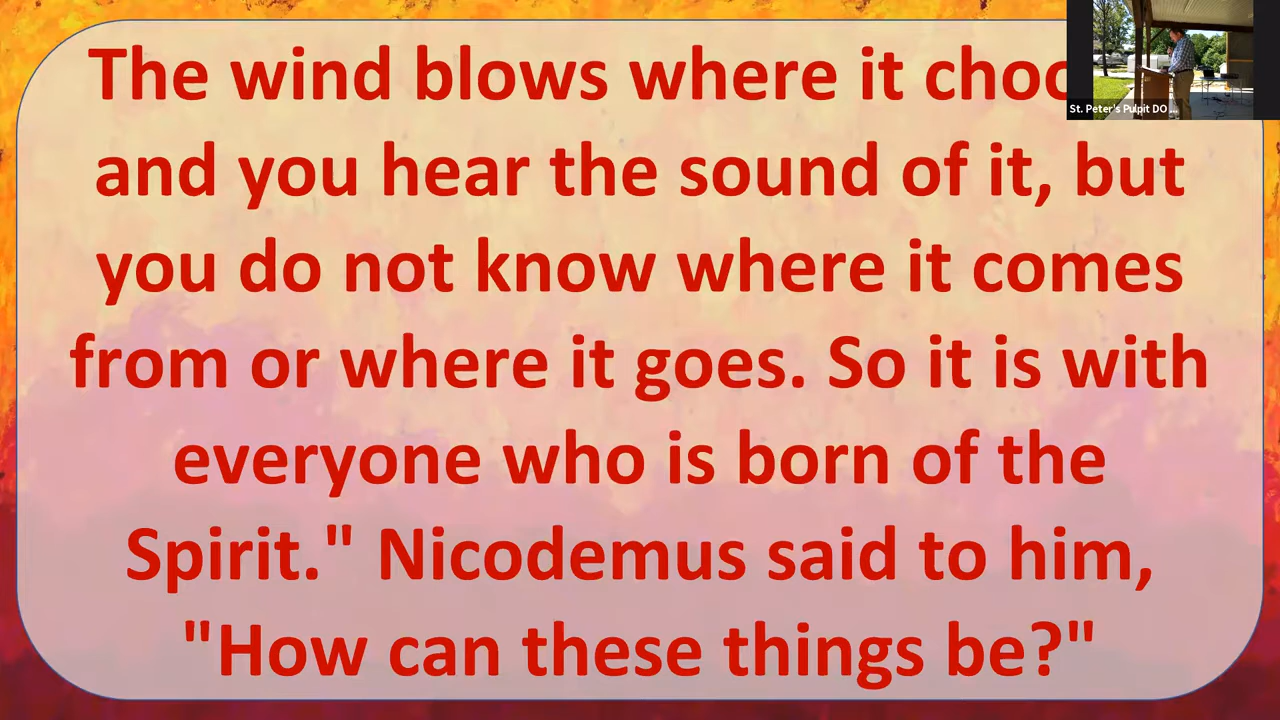 The wind blows where it
and you hear the sound of it, but
you do not know where it comes
from or where it goes. So it is with
everyone who is born of the
Spirit." Nicodemus said to him,
"How can these things be?"
St. Peter's Pulpit DO ...